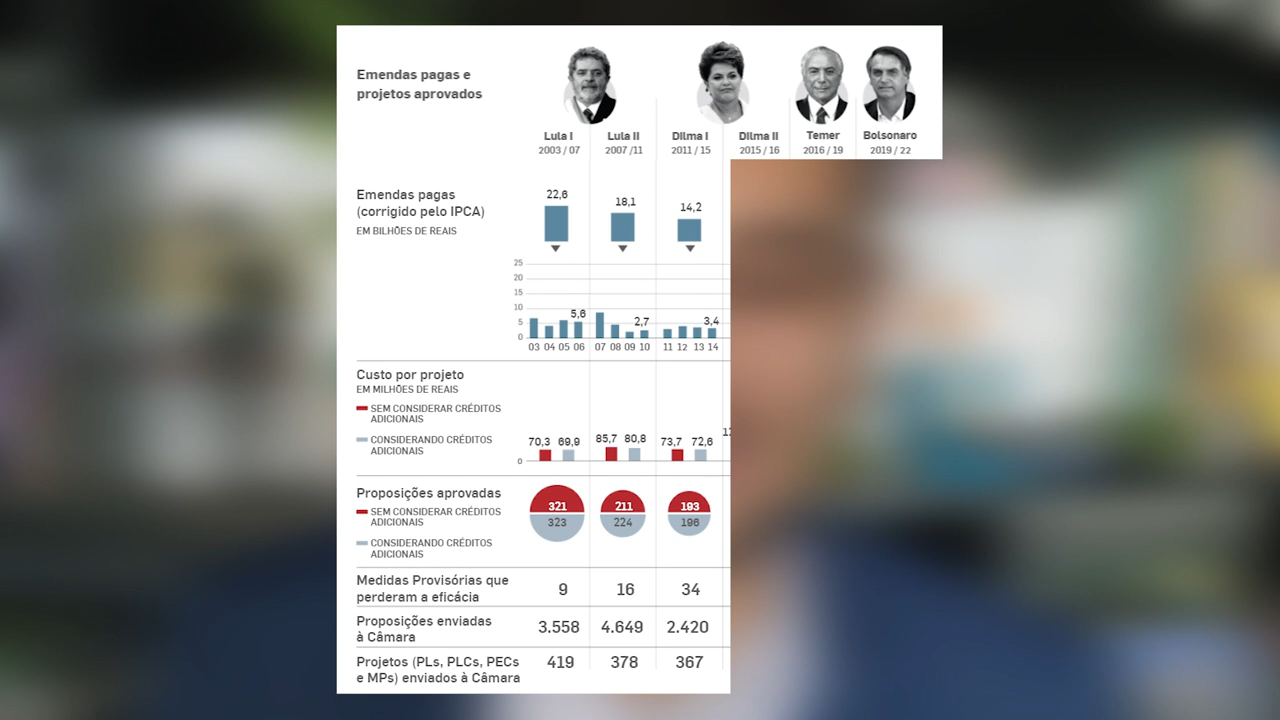 Emendas pagas e
projetos aprovados
Lula I
2003 / 07
Lula II
2007 /11
Dilma I
2011 / 15
Dilma II
2015 / 16
Temer
2016 / 19
Bolsonaro
2019 / 22
Emendas pagas
(corrigido pelo IPCA)
EM BILHÕES DE REAIS
22,6
18,1
14,2
25
20
15
10
5
0
5,6
2,7
3,4
03 04 05 06
07 08 09 10
11 12 13 14
Custo por projeto
EM MILHÕES DE REAIS
SEM CONSIDERAR CRÉDITOS
ADICIONAIS
CONSIDERANDO CRÉDITOS
ADICIONAIS
70,3 69,9
85,7 80,8
73,7 72,6
0
Proposições aprovadas
SEM CONSIDERAR CRÉDITOS
ADICIONAIS
CONSIDERANDO CRÉDITOS
ADICIONAIS
321
323
211
224
193
196
Medidas Provisórias que
perderam a eficácia
9 16 34
Proposições enviadas
à Câmara
3.558 4.649 2.420
Projetos (PLs, PLCs, PECs
e MPs) enviados à Câmara
419 378 367